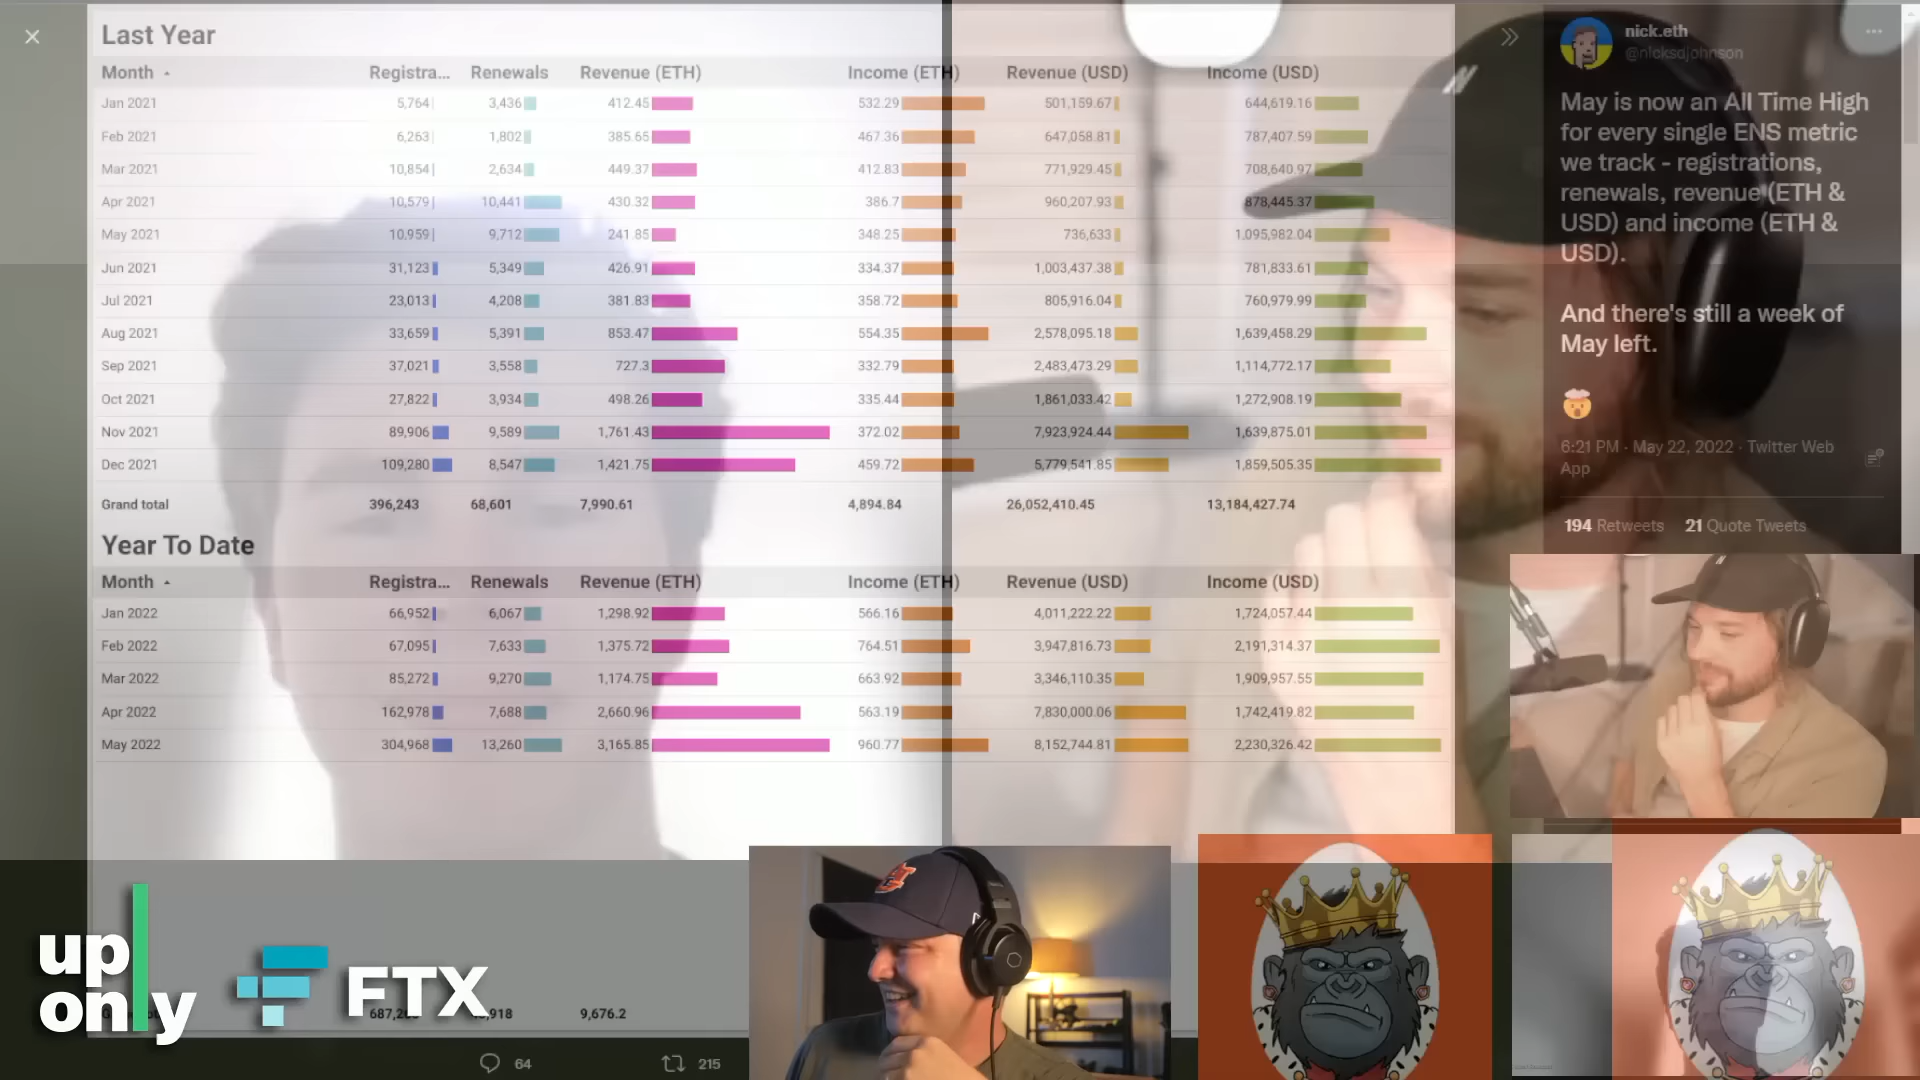 Last Year
Month Registra... Renewals Revenue (ETH) Income (ETH) Revenue (USD) Income (USD)
Jan 2021 5,764 3,436 412.45 532.29 501,159.67 644,619.16
Feb 2021 6,263 1,802 385.65 467.36 647,058.81 787,407.59
Mar 2021 10,854 2,634 449.37 412.83 771,929.45 708,640.97
Apr 2021 10,579 10,441 430.32 386.7 960,207.93 878,445.37
May 2021 10,959 9,712 241.85 348.25 736,633 1,095,982.04
Jun 2021 31,123 5,349 426.91 334.37 1,003,437.38 781,833.61
Jul 2021 23,013 4,208 381.83 358.72 805,916.04 760,979.99
Aug 2021 33,659 5,391 853.47 554.35 2,578,095.18 1,639,458.29
Sep 2021 37,021 3,558 727.3 332.79 2,483,473.29 1,114,772.17
Oct 2021 27,822 3,934 498.26 335.44 1,861,033.42 1,272,908.19
Nov 2021 89,906 9,589 1,761.43 372.02 7,923,924.44 1,639,875.01
Dec 2021 109,280 8,547 1,421.75 459.72 5,779,541.85 1,859,505.35
Grand total 396,243 68,601 7,990.61 4,894.84 26,052,410.45 13,184,427.74
Year To Date
Month Registra... Renewals Revenue (ETH) Income (ETH) Revenue (USD) Income (USD)
Jan 2022 66,952 6,067 1,298.92 566.16 4,011,222.22 1,724,057.44
Feb 2022 67,095 7,633 1,375.72 764.51 3,947,816.73 2,191,314.37
Mar 2022 85,272 9,270 1,174.75 663.92 3,346,110.35 1,909,957.55
Apr 2022 162,978 7,688 2,660.96 563.19 7,830,000.06 1,742,419.82
May 2022 304,968 13,260 3,165.85 960.77 8,152,744.81 2,230,326.42
9,676.2
64 215
nick.eth
@nicksdjohnson
May is now an All Time High
for every single ENS metric
we track - registrations,
renewals, revenue (ETH &
USD) and income (ETH &
USD).
And there's still a week of
May left.
6:21 PM · May 22, 2022 · Twitter Web
App
194 Retweets 21 Quote Tweets
up
only
FTX